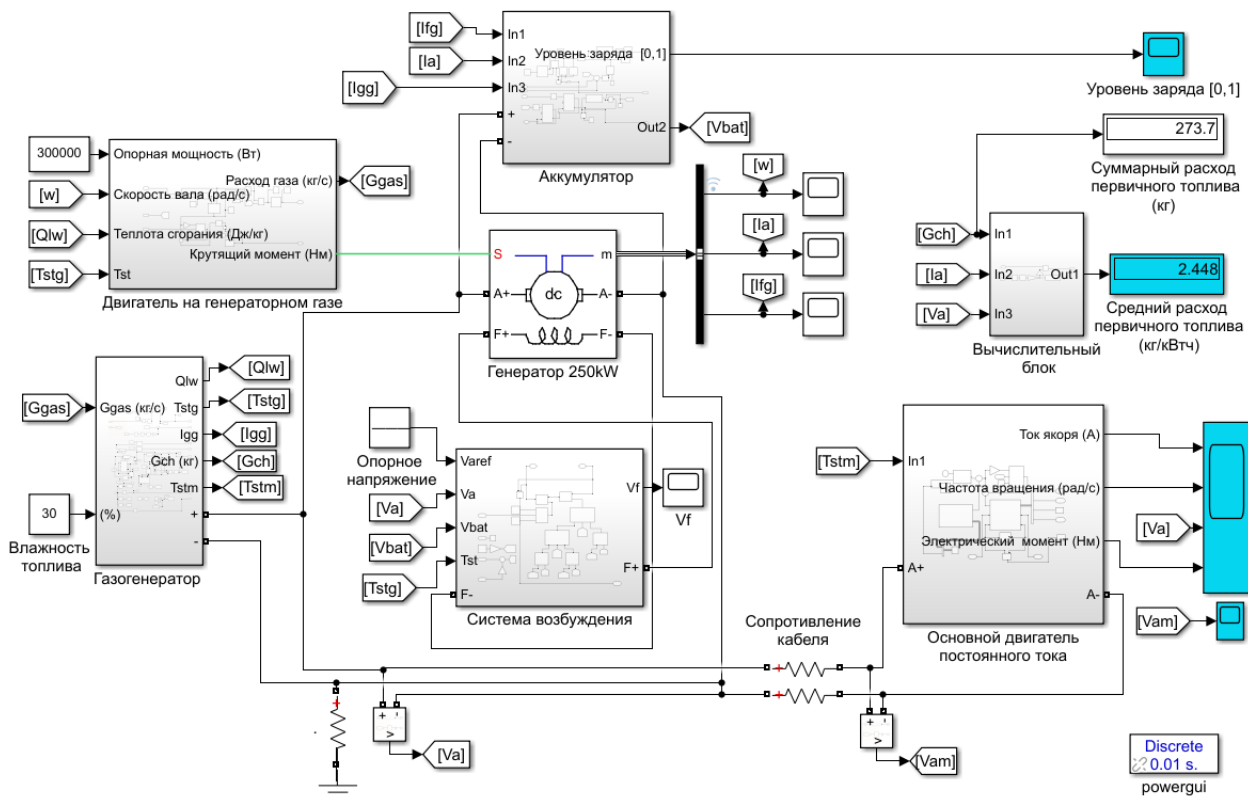 [Ifg]
[Ia]
[Igg]
In1
In2
In3
+
-
Уровень заряда [0,1]
Out2
Аккумулятор
[Vbat]
Уровень заряда [0,1]
273.7
Суммарный расход
первичного топлива
(кг)
300000
[w]
[Qlw]
[Tstg]
Опорная мощность (Вт)
Расход газа (кг/с)
Скорость вала (рад/с)
Теплота сгорания (Дж/кг)
Крутящий момент (Нм)
Tst
Двигатель на генераторном газе
[Ggas]
[w]
[Ia]
[Ifg]
S
m
A+
dc
A-
F+
F-
Генератор 250kW
[Gch]
[Ia]
[Va]
In1
In2
In3
Out1
Вычислительный
блок
2.448
Средний расход
первичного топлива
(кг/кВтч)
[Ggas]
30
Влажность
топлива
Ggas (кг/с)
(%)
Qlw
Tstg
Igg
Gch (кг)
Tstm
+
-
Газогенератор
[Qlw]
[Tstg]
[Igg]
[Gch]
[Tstm]
Опорное
напряжение
[Va]
[Vbat]
[Tstg]
Varef
Va
Vbat
Tst
F-
Vf
F+
Система возбуждения
Vf
[Tstm]
In1
A+
Ток якоря (А)
Частота вращения (рад/с)
Электрический момент (Нм)
A-
Основной двигатель
постоянного тока
[Va]
[Vam]
Сопротивление
кабеля
+
+
+
+ -
v
[Va]
+ -
v
[Vam]
Discrete
0.01 s.
powergui